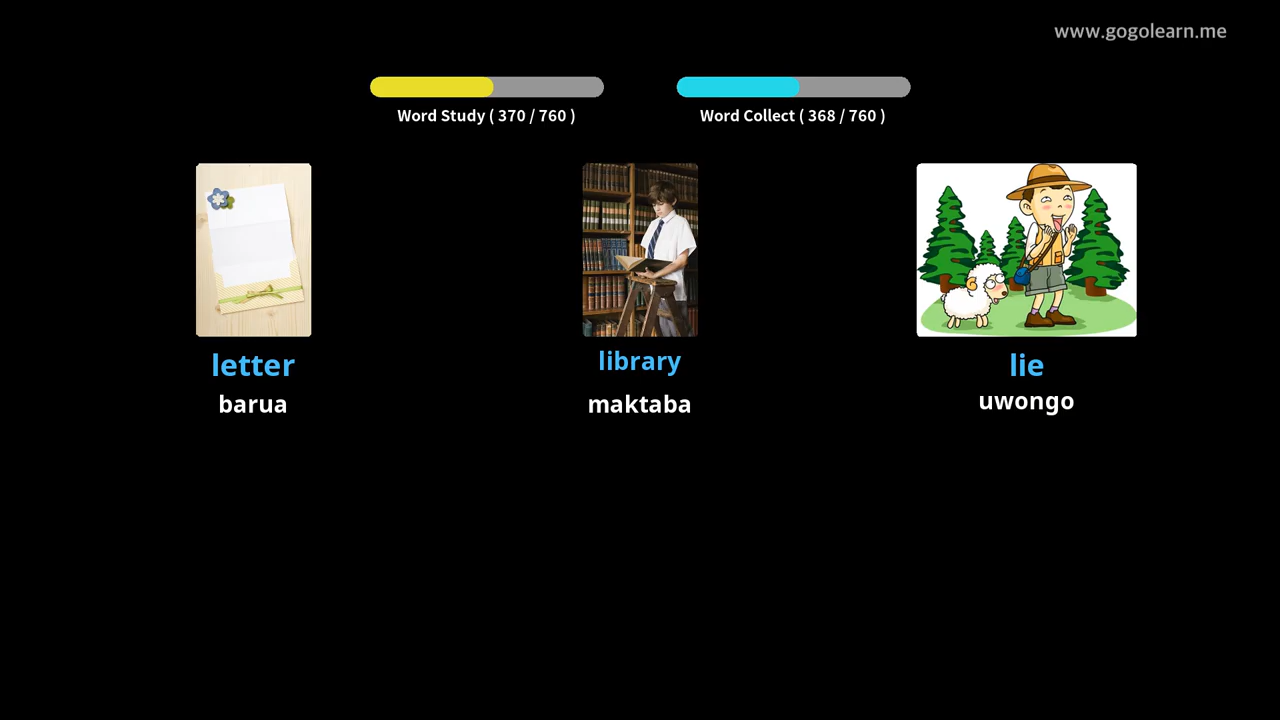 www.gogolearn.me
Word Study ( 370 / 760 )
Word Collect ( 368 / 760 )
letter
barua
library
maktaba
lie
uwongo